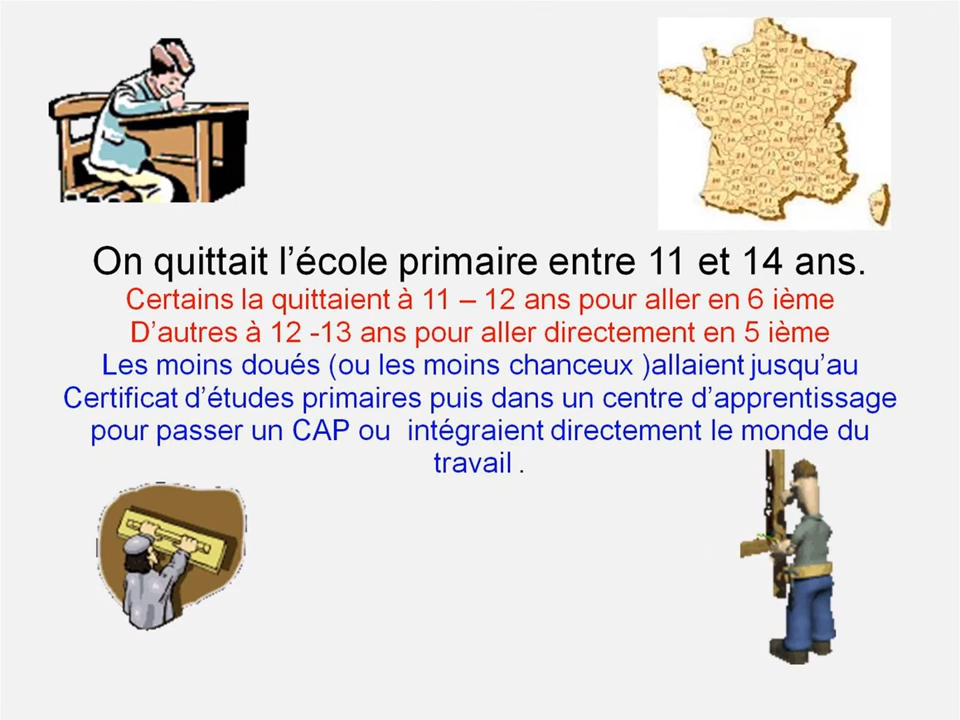 On quittait l’école primaire entre 11 et 14 ans.
Certains la quittaient à 11 – 12 ans pour aller en 6 ième
D’autres à 12 -13 ans pour aller directement en 5 ième
Les moins doués (ou les moins chanceux )allaient jusqu’au
Certificat d’études primaires puis dans un centre d’apprentissage
pour passer un CAP ou  intégraient directement le monde du
travail .